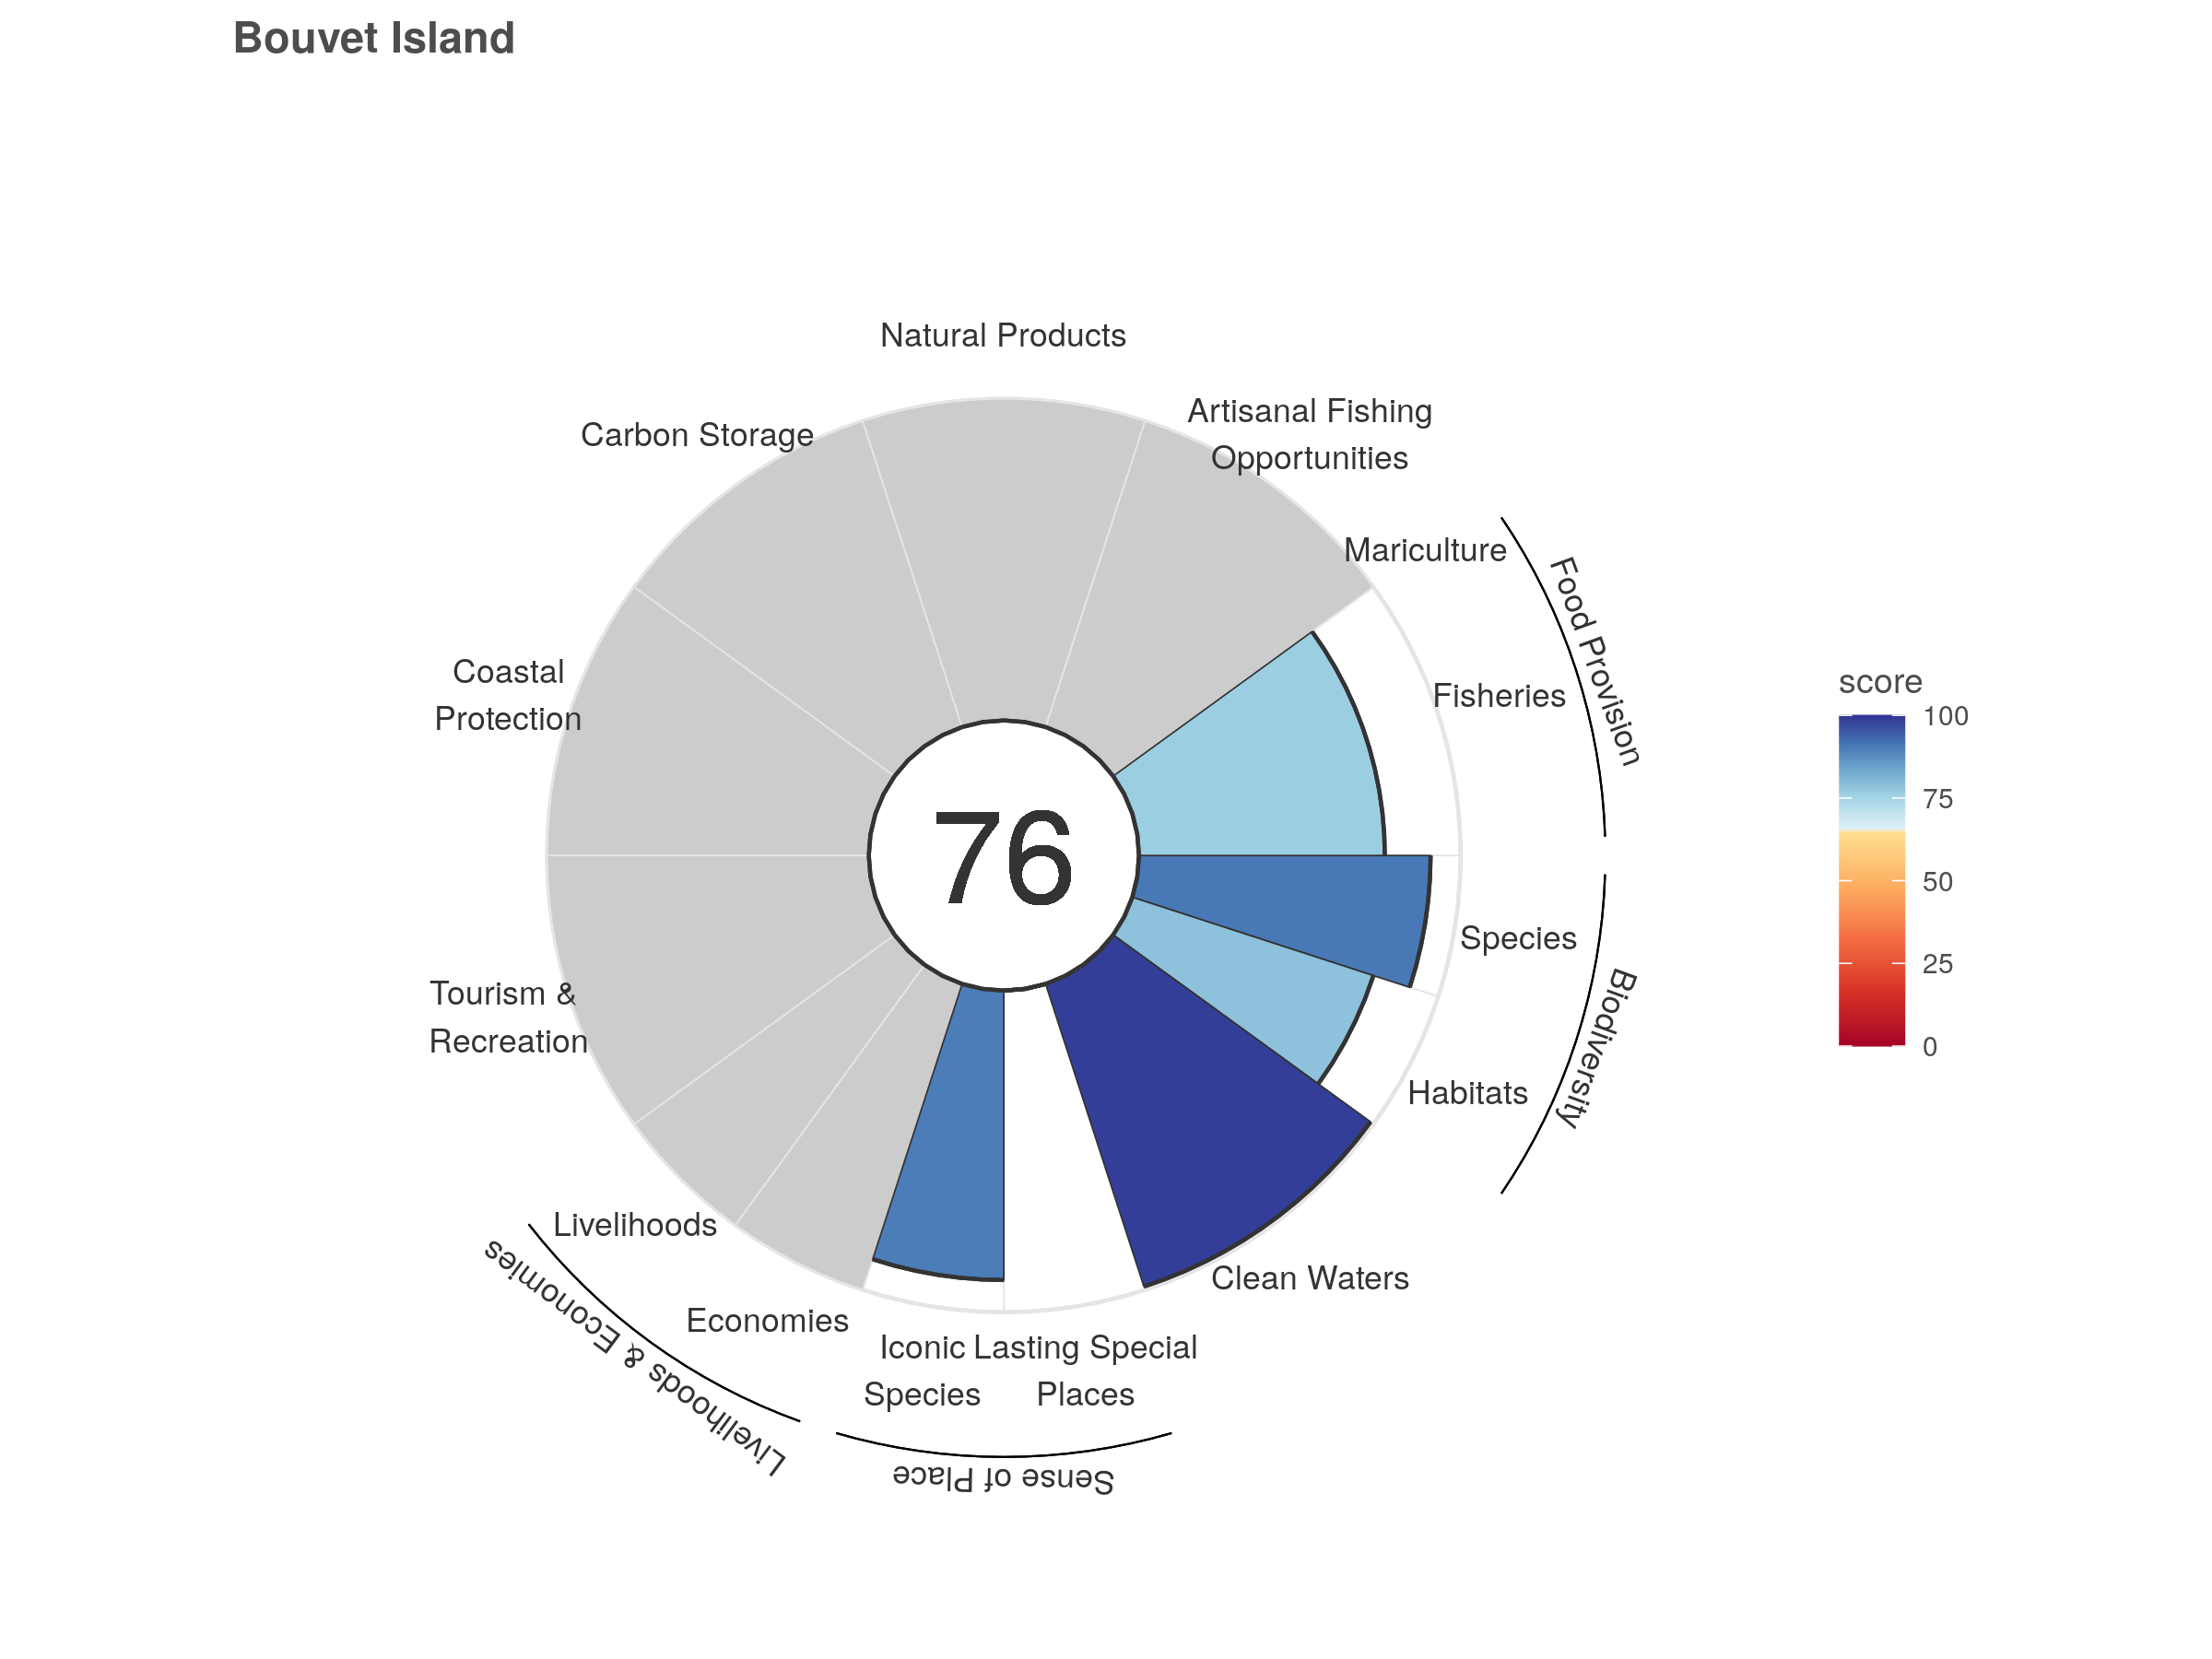 Bouvet Island
Natural Products
Artisanal Fishing
Opportunities
Carbon Storage
Mariculture
Food Provision
Fisheries
Coastal
Protection
score
100
75
50
25
0
76
Species
Biodiversity
Habitats
Tourism &
Recreation
Livelihoods
Livelihoods & Economies
Economies
Clean Waters
Iconic
Species
Lasting Special
Places
Sense of Place